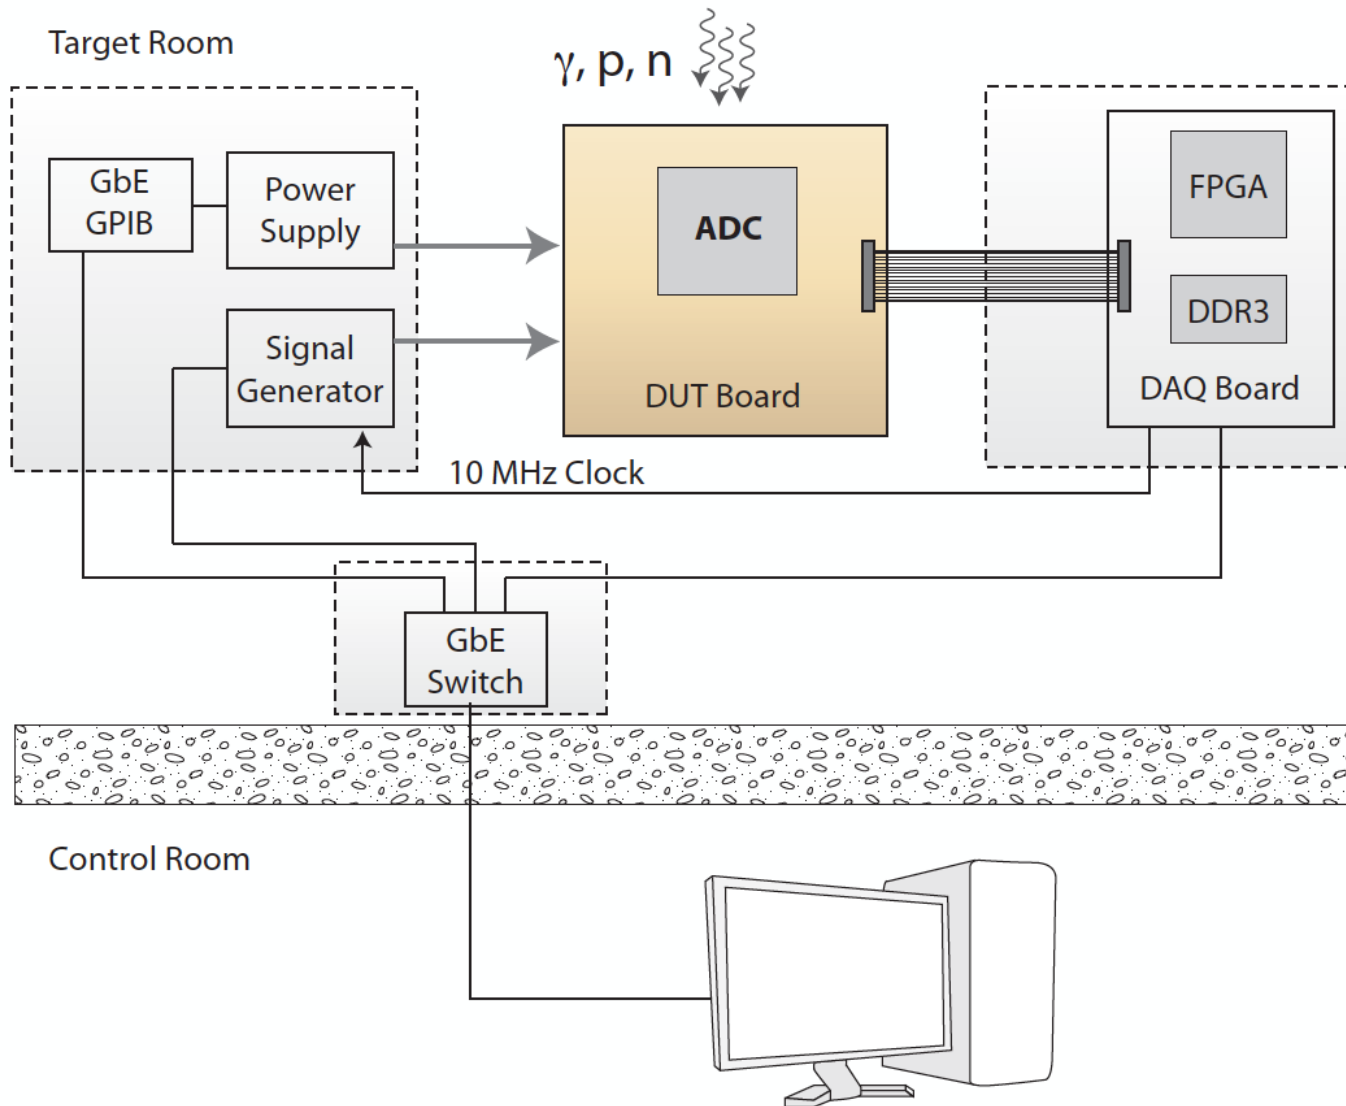 Target Room
γ, p, n
GbE
GPIB
Power
Supply
Signal
Generator
ADC
DUT Board
FPGA
DDR3
DAQ Board
10 MHz Clock
GbE
Switch
Control Room